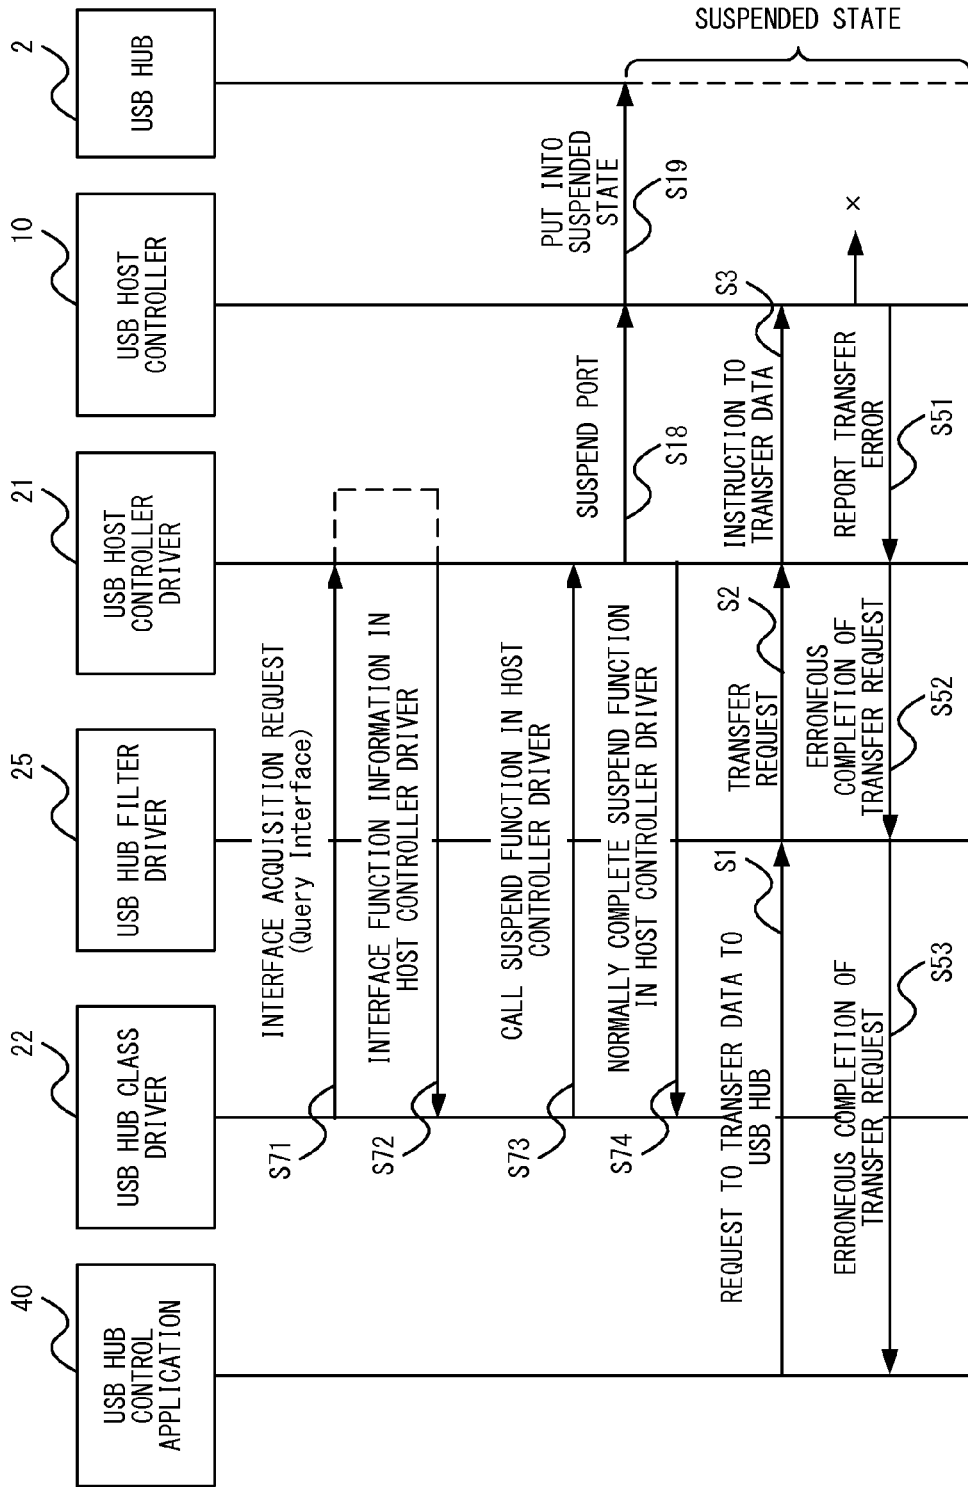 40
USB HUB
CONTROL
APPLICATION
22
USB HUB CLASS
DRIVER
25
USB HUB FILTER
DRIVER
21
USB HOST
CONTROLLER
DRIVER
10
USB HOST
CONTROLLER
2
USB HUB
S71
INTERFACE ACQUISITION REQUEST
(Query Interface)
S72
INTERFACE FUNCTION INFORMATION IN
HOST CONTROLLER DRIVER
S73
CALL SUSPEND FUNCTION IN HOST
CONTROLLER DRIVER
SUSPEND PORT
S18
PUT INTO
SUSPENDED
STATE
S19
SUSPENDED STATE
S74
NORMALLY COMPLETE SUSPEND FUNCTION
IN HOST CONTROLLER DRIVER
REQUEST TO TRANSFER DATA TO
USB HUB
S1
TRANSFER
REQUEST
S2
INSTRUCTION TO
TRANSFER DATA
S3
×
ERRONEOUS COMPLETION OF
TRANSFER REQUEST
S53
ERRONEOUS
COMPLETION OF
TRANSFER REQUEST
S52
REPORT TRANSFER
ERROR
S51